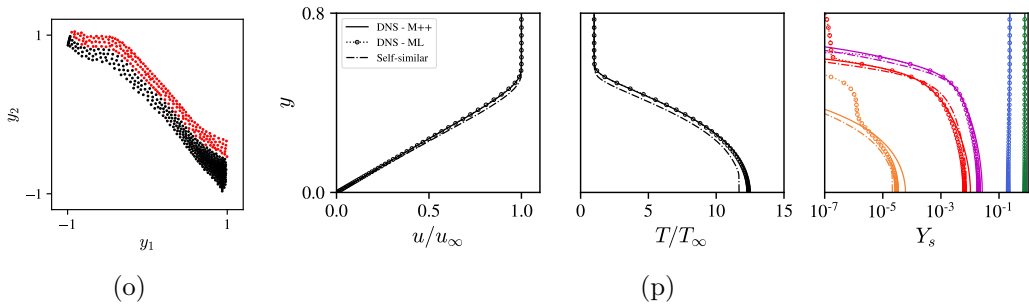 1
y₂
−1
−1
y₁
1
(o)
0.8
y
0.0
DNS - M++
DNS - ML
Self-similar
0.0
0.5
1.0
u/u∞
0
5
10
15
T/T∞
(p)
10⁻⁷
10⁻⁵
10⁻³
10⁻¹
Yₛ